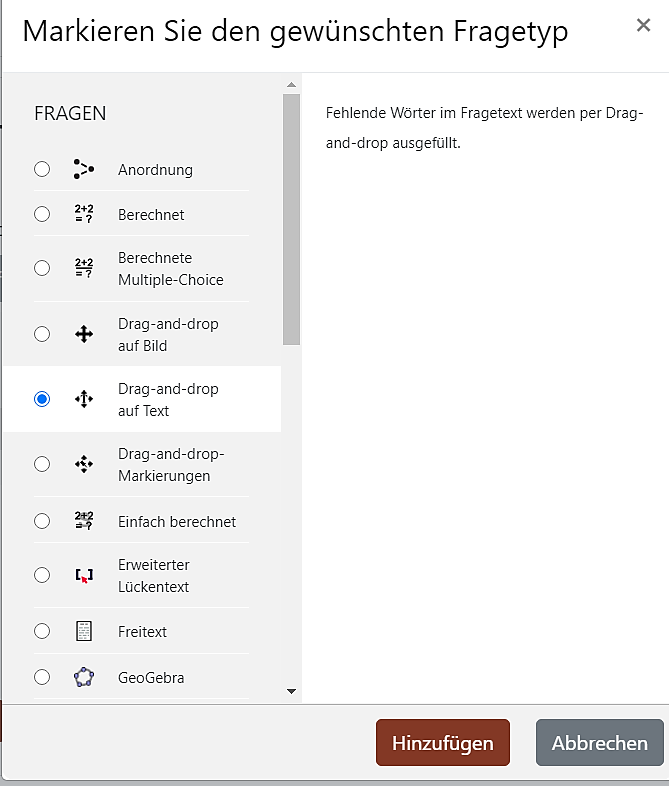 Markieren Sie den gewünschten Fragetyp
×
FRAGEN
Anordnung
2+2
= ?
Berechnet
2+2
= ?
Berechnete
Multiple-Choice
Drag-and-drop
auf Bild
Drag-and-drop
auf Text
Drag-and-drop-
Markierungen
2+2
= ?
Einfach berechnet
Erweiterter
Lückentext
Freitext
GeoGebra
Fehlende Wörter im Fragetext werden per Drag-
and-drop ausgefüllt.
Hinzufügen
Abbrechen